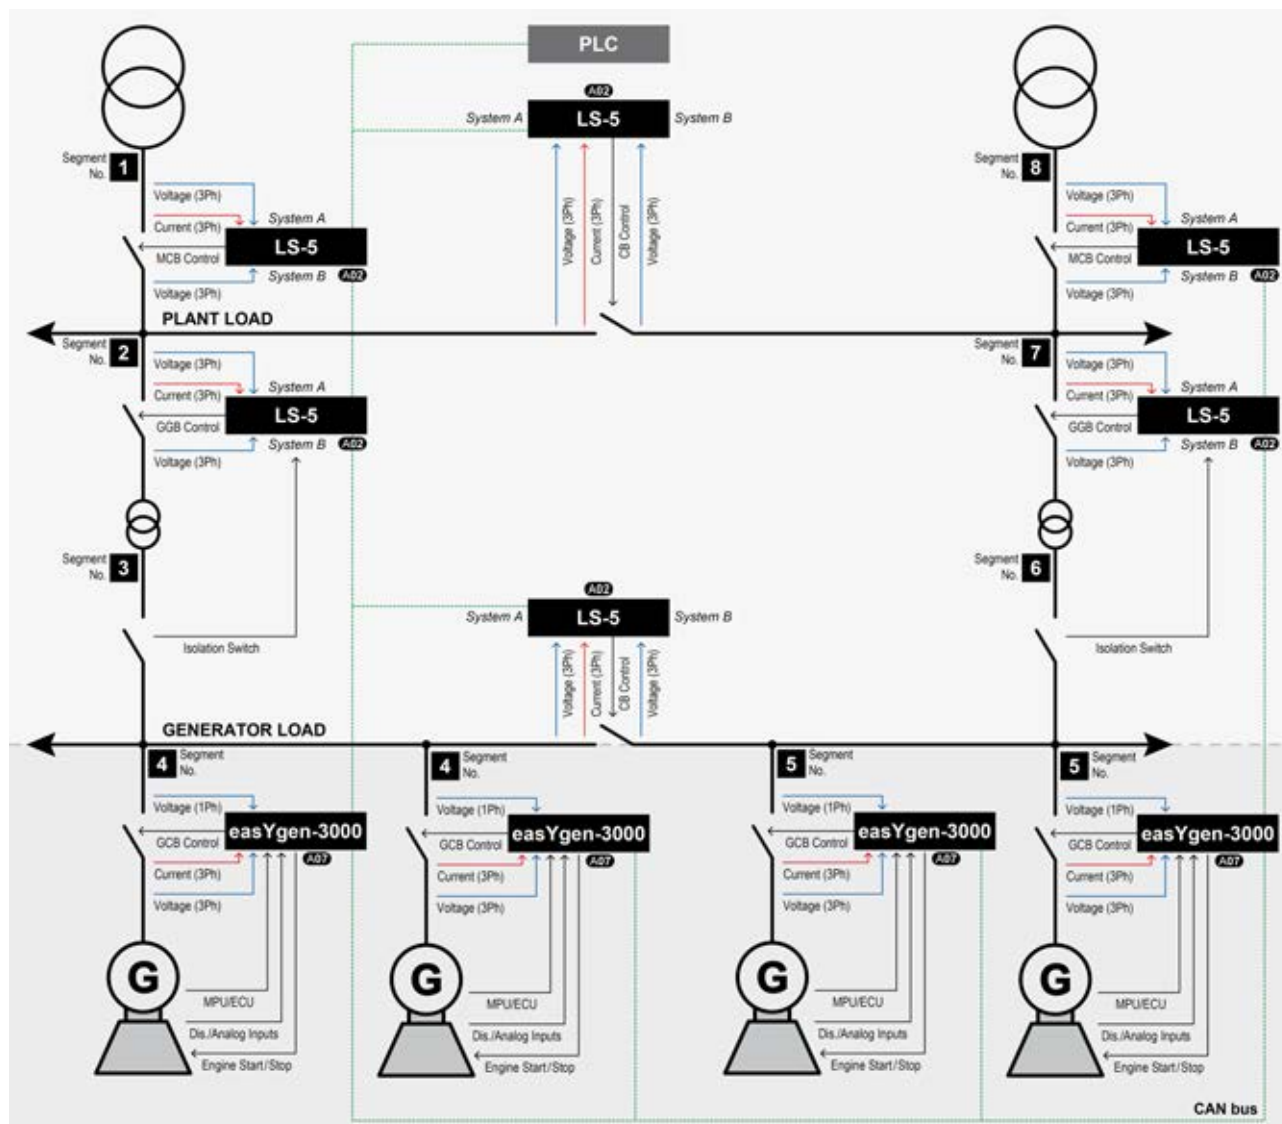 PLC
A02
System A
LS-5
System B
Voltage (3Ph)
Current (3Ph)
CB Control
Voltage (3Ph)
Segment
No.
1
Voltage (3Ph)
System A
Current (3Ph)
LS-5
MCB Control
System B
A02
Voltage (3Ph)
Segment
No.
8
Voltage (3Ph)
System A
Current (3Ph)
LS-5
MCB Control
System B
A02
Voltage (3Ph)
PLANT LOAD
Segment
No.
2
Voltage (3Ph)
System A
Current (3Ph)
LS-5
GGB Control
System B
A02
Voltage (3Ph)
Segment
No.
7
Voltage (3Ph)
System A
Current (3Ph)
LS-5
GGB Control
System B
A02
Voltage (3Ph)
Segment
No.
3
Isolation Switch
Segment
No.
6
Isolation Switch
A02
System A
LS-5
System B
Voltage (3Ph)
Current (3Ph)
CB Control
Voltage (3Ph)
GENERATOR LOAD
4
Segment
No.
Voltage (1Ph)
easYgen-3000
GCB Control
A07
Current (3Ph)
Voltage (3Ph)
G
MPU/ECU
Dis./Analog Inputs
Engine Start/Stop
4
Segment
No.
Voltage (1Ph)
easYgen-3000
GCB Control
A07
Current (3Ph)
Voltage (3Ph)
G
MPU/ECU
Dis./Analog Inputs
Engine Start/Stop
5
Segment
No.
Voltage (1Ph)
easYgen-3000
GCB Control
A07
Current (3Ph)
Voltage (3Ph)
G
MPU/ECU
Dis./Analog Inputs
Engine Start/Stop
5
Segment
No.
Voltage (1Ph)
easYgen-3000
GCB Control
A07
Current (3Ph)
Voltage (3Ph)
G
MPU/ECU
Dis./Analog Inputs
Engine Start/Stop
CAN bus